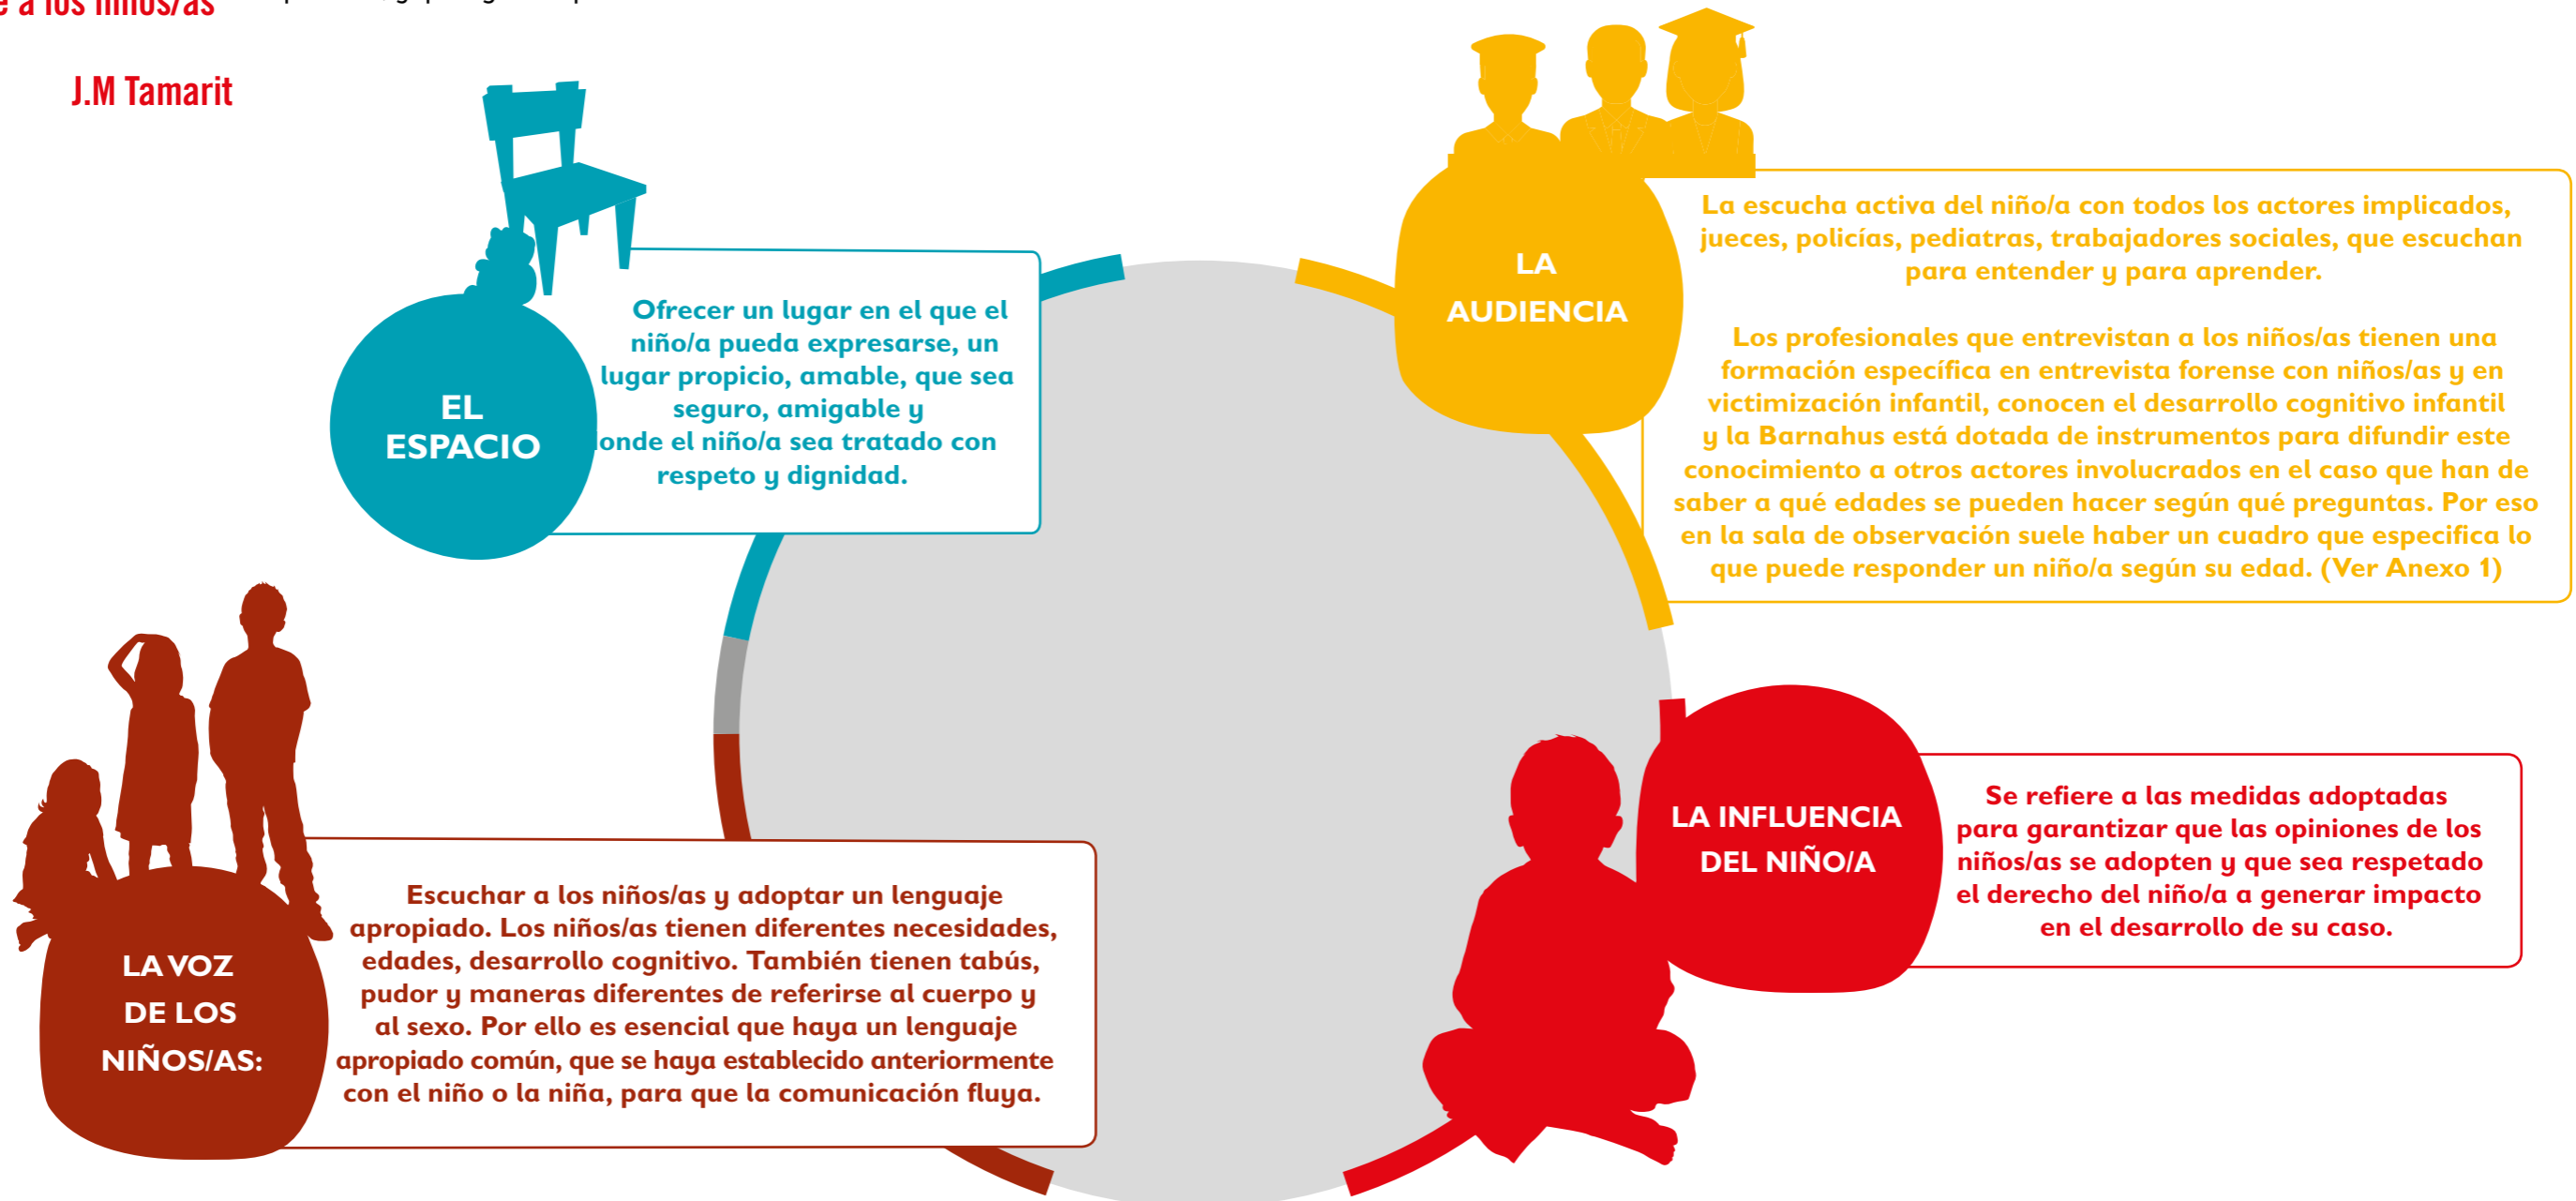 e a los niños/as
J.M Tamarit
EL
ESPACIO
Ofrecer un lugar en el que el
niño/a pueda expresarse, un
lugar propicio, amable, que sea
seguro, amigable y
onde el niño/a sea tratado con
respeto y dignidad.
LA
AUDIENCIA
La escucha activa del niño/a con todos los actores implicados,
jueces, policías, pediatras, trabajadores sociales, que escuchan
para entender y para aprender.
Los profesionales que entrevistan a los niños/as tienen una
formación específica en entrevista forense con niños/as y en
victimización infantil, conocen el desarrollo cognitivo infantil
y la Barnahus está dotada de instrumentos para difundir este
conocimiento a otros actores involucrados en el caso que han de
saber a qué edades se pueden hacer según qué preguntas. Por eso
en la sala de observación suele haber un cuadro que especifica lo
que puede responder un niño/a según su edad. (Ver Anexo 1)
LA VOZ
DE LOS
NIÑOS/AS:
Escuchar a los niños/as y adoptar un lenguaje
apropiado. Los niños/as tienen diferentes necesidades,
edades, desarrollo cognitivo. También tienen tabús,
pudor y maneras diferentes de referirse al cuerpo y
al sexo. Por ello es esencial que haya un lenguaje
apropiado común, que se haya establecido anteriormente
con el niño o la niña, para que la comunicación fluya.
LA INFLUENCIA
DEL NIÑO/A
Se refiere a las medidas adoptadas
para garantizar que las opiniones de los
niños/as se adopten y que sea respetado
el derecho del niño/a a generar impacto
en el desarrollo de su caso.